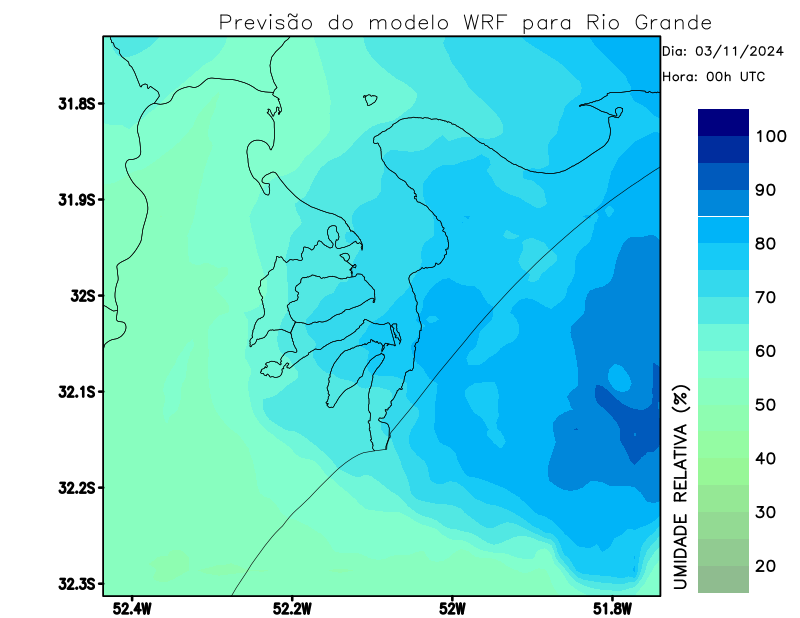 Previsão do modelo WRF para Rio Grande
Dia: 03/11/2024
Hora: 00h UTC
31.8S
31.9S
32S
32.1S
32.2S
32.3S
52.4W
52.2W
52W
51.8W
100
90
80
70
60
50
40
30
20
UMIDADE RELATIVA (%)